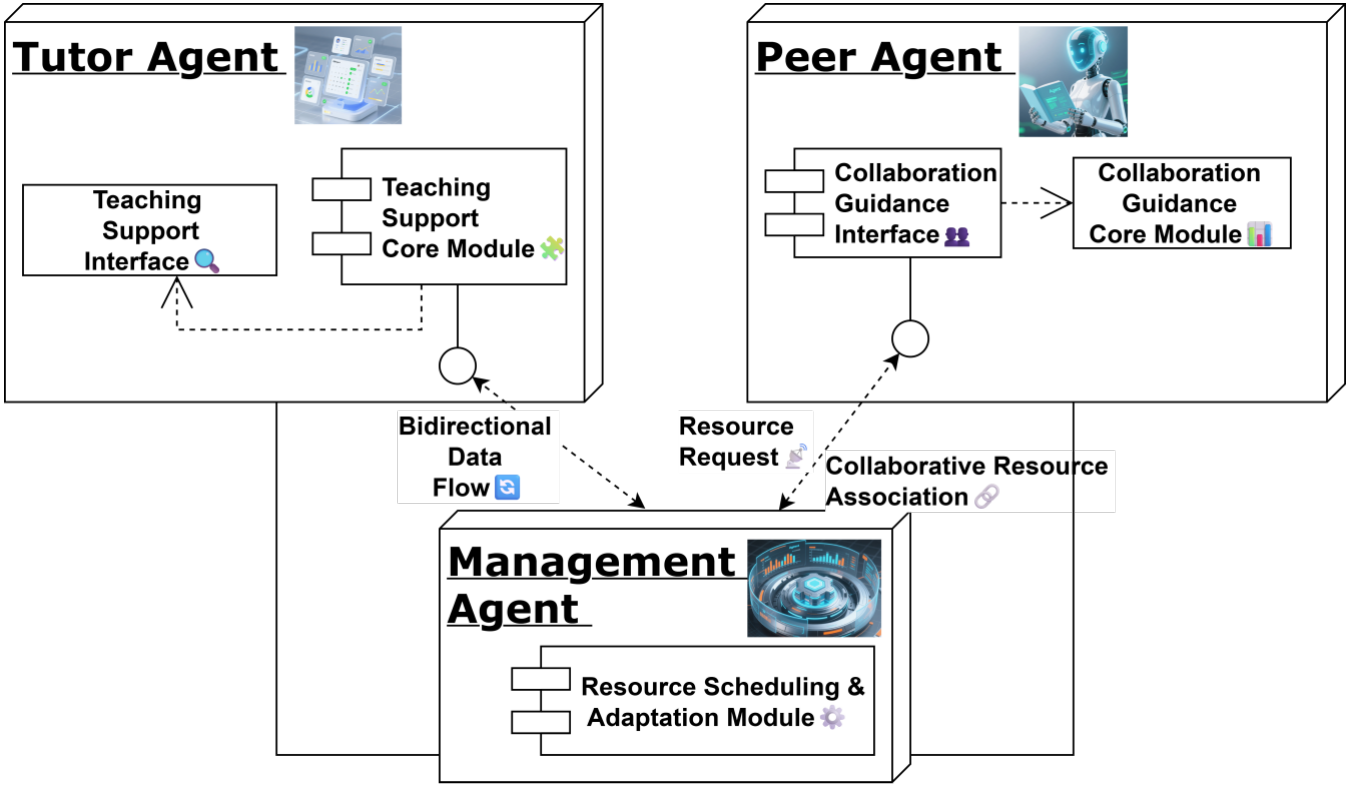 Tutor Agent
Teaching
Support
Interface
Teaching
Support
Core Module
Peer Agent
Collaboration
Guidance
Interface
Collaboration
Guidance
Core Module
Bidirectional
Data
Flow
Resource
Request
Collaborative Resource
Association
Management
Agent
Resource Scheduling &
Adaptation Module